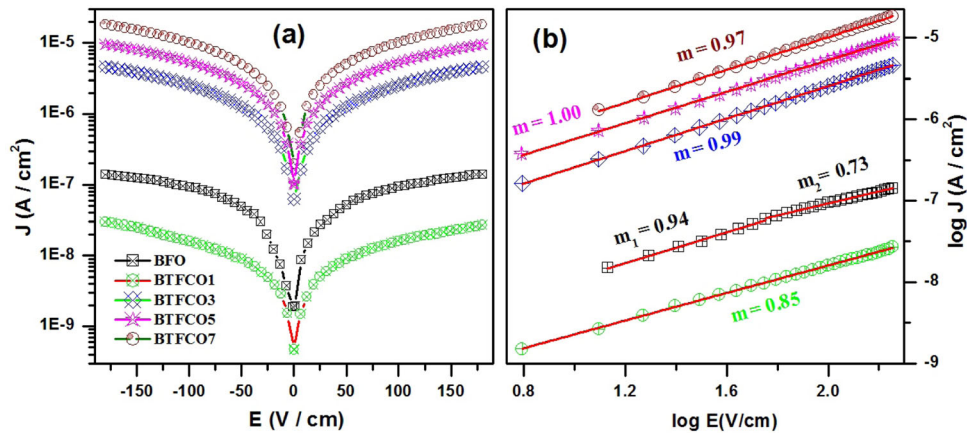 (a)
J (A / cm²)
1E-5
1E-6
1E-7
1E-8
1E-9
BFO
BTFCO1
BTFCO3
BTFCO5
BTFCO7
-150 -100 -50 0 50 100 150
E (V / cm)
(b)
m = 0.97
m = 1.00
m = 0.99
m₁ = 0.94
m₂ = 0.73
m = 0.85
-5
-6
-7
-8
-9
log J (A / cm²)
0.8 1.2 1.6 2.0
log E(V/cm)